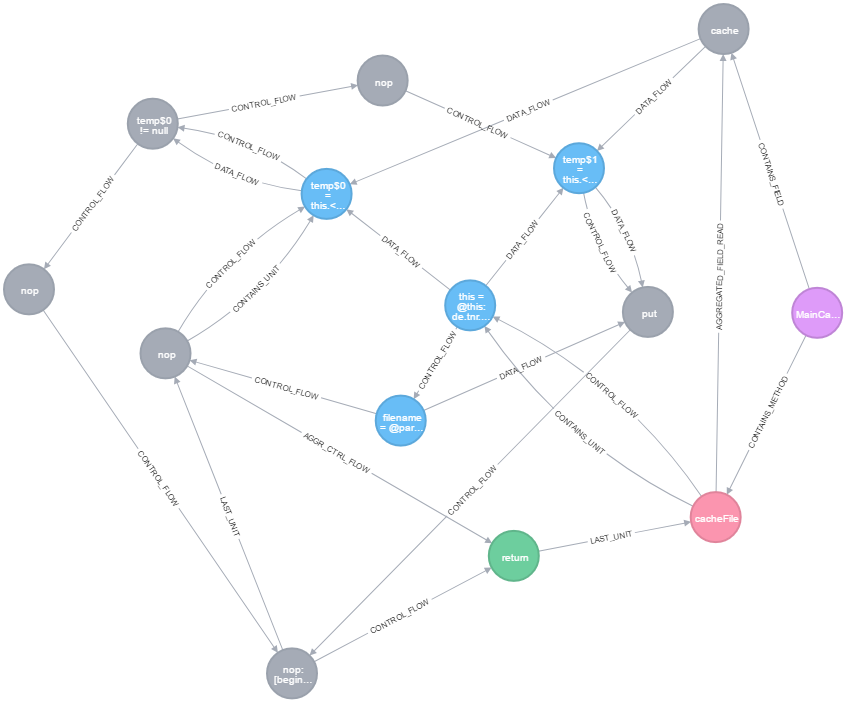 cache
nop
CONTROL_FLOW
DATA_FLOW
DATA_FLOW
CONTROL_FLOW
temp$0
!= null
CONTROL_FLOW
DATA_FLOW
temp$1
=
this.<...
CONTAINS_FIELD
CONTROL_FLOW
temp$0
=
this.<...
DATA_FLOW
CONTROL_FLOW
DATA_FLOW
CONTROL_FLOW
DATA_FLOW
DATA_FLOW
CONTROL_FLOW
CONTAINS_UNIT
AGGREGATED_FIELD_READ
nop
this =
@this:
de.tnr....
put
MainCa...
nop
CONTROL_FLOW
DATA_FLOW
CONTROL_FLOW
CONTROL_FLOW
filename
= @par...
CONTAINS_METHOD
CONTAINS_UNIT
AGGR_CTRL_FLOW
CONTROL_FLOW
CONTROL_FLOW
LAST_UNIT
cacheFile
LAST_UNIT
return
CONTROL_FLOW
nop:
[begin...